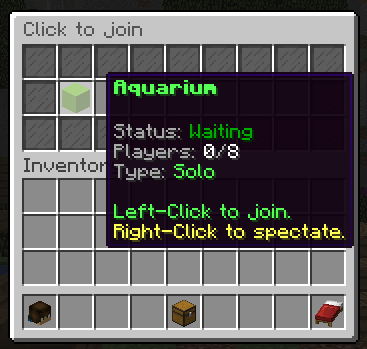 Click to join
Aquarium
Status: Waiting
Players: 0/8
Type: Solo
Inventor
Left-Click to join.
Right-Click to spectate.